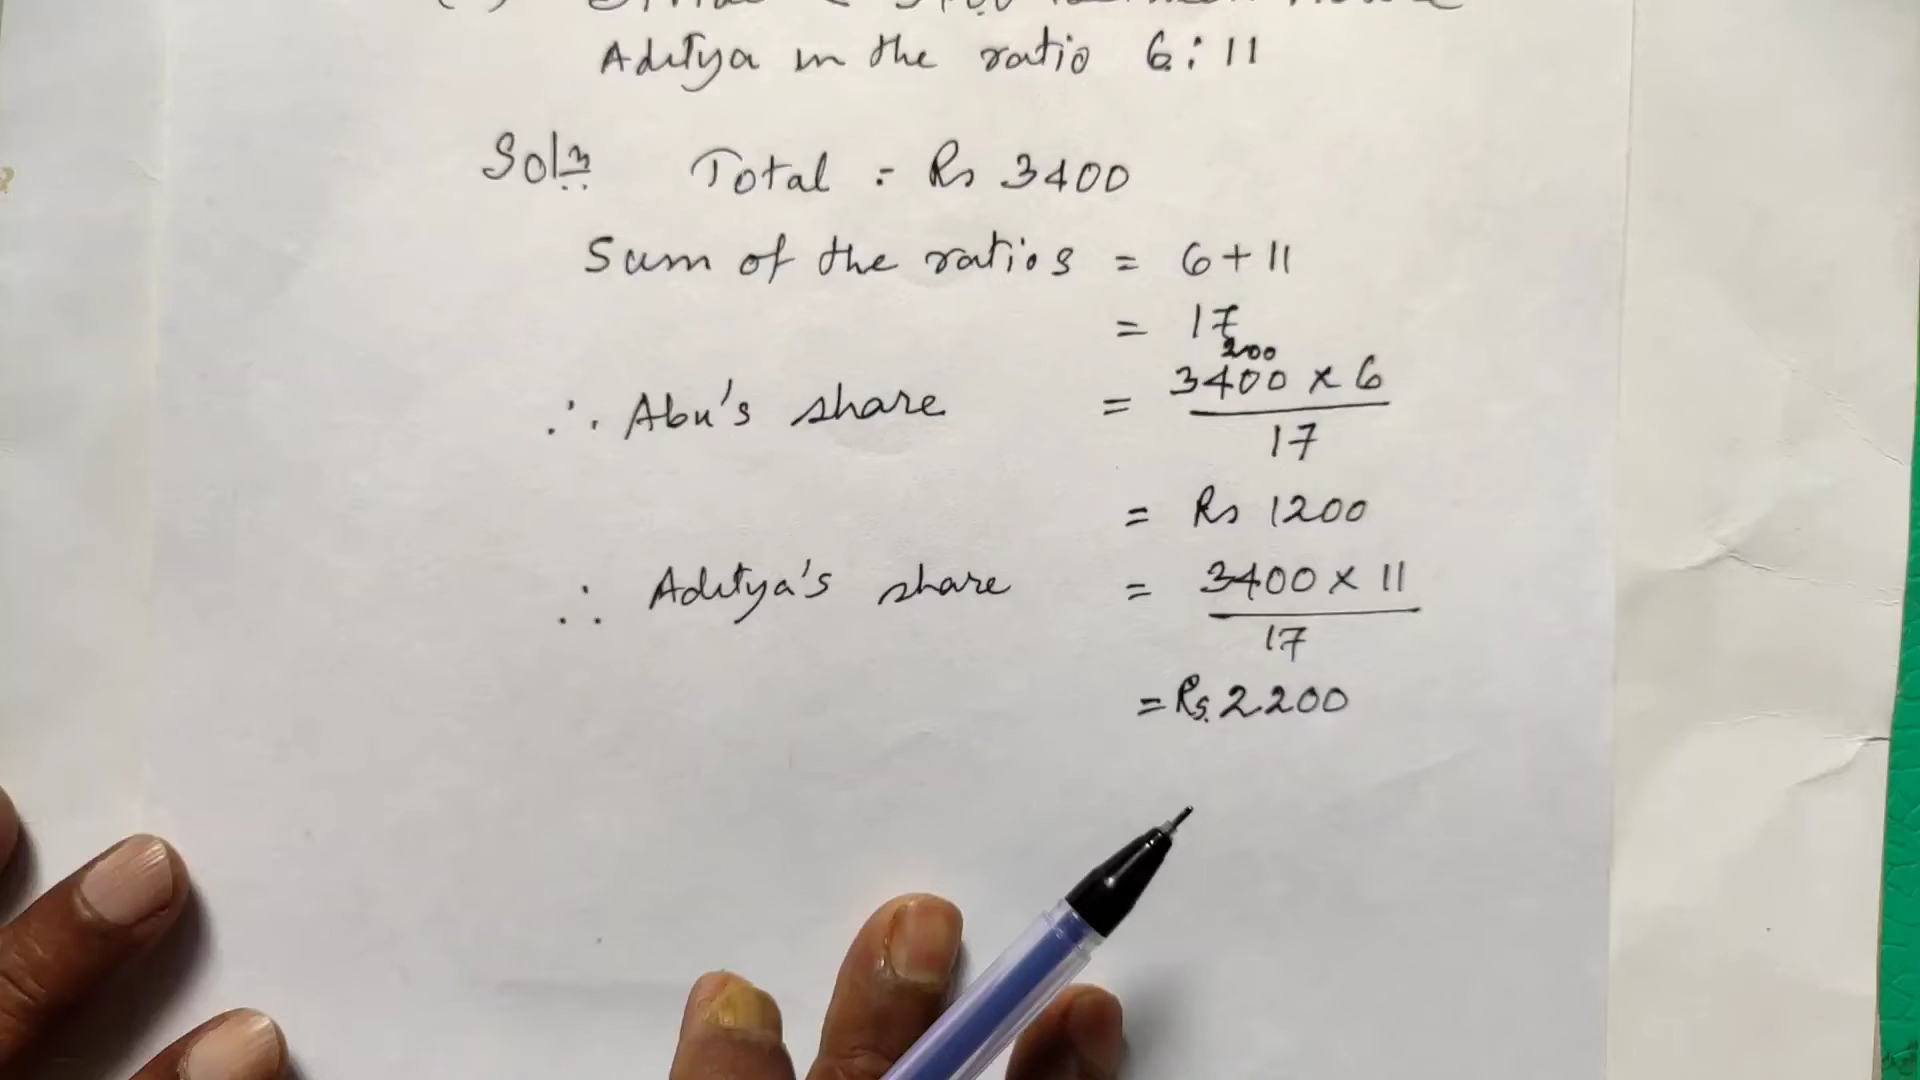 Aditya in the ratio 6 : 11
Soln Total = Rs 3400
Sum of the ratios = 6 + 11
= 17
200
∴ Abu's share = 3400 × 6
17
= Rs 1200
∴ Aditya's share = 3400 × 11
17
= Rs. 2200